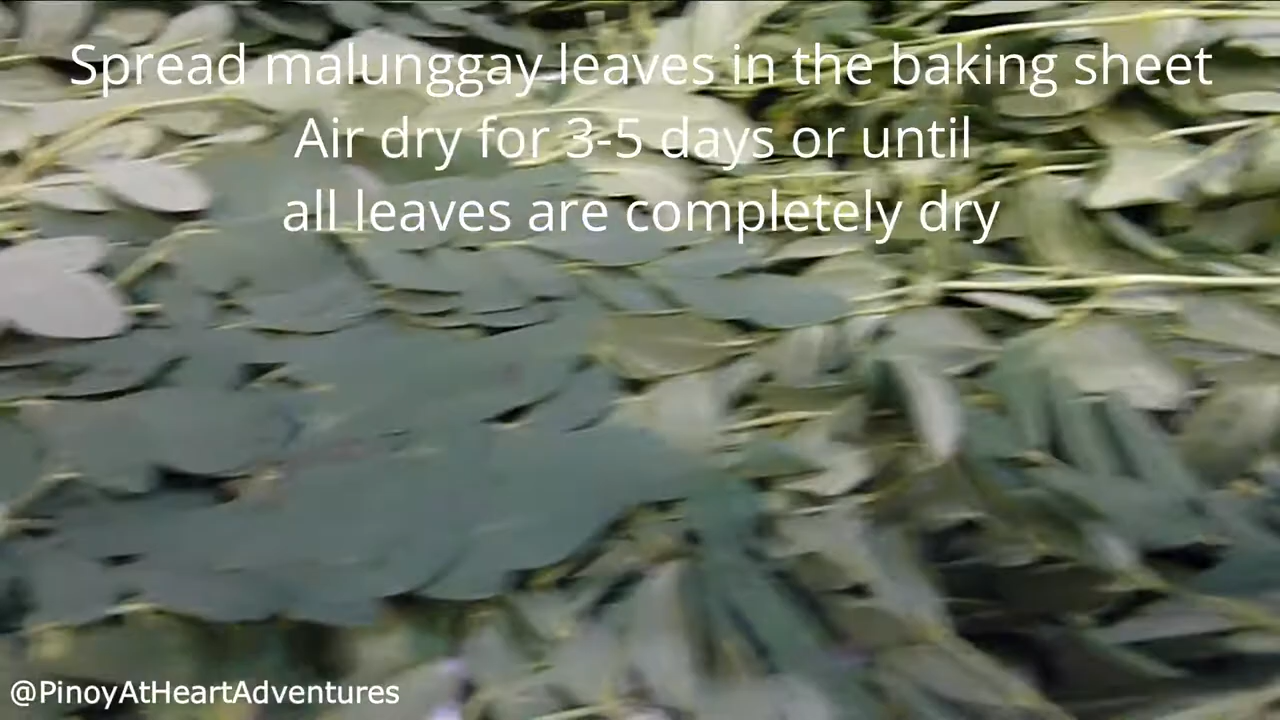 Spread malunggay leaves in the baking sheet
Air dry for 3-5 days or until
all leaves are completely dry
@PinoyAtHeartAdventures